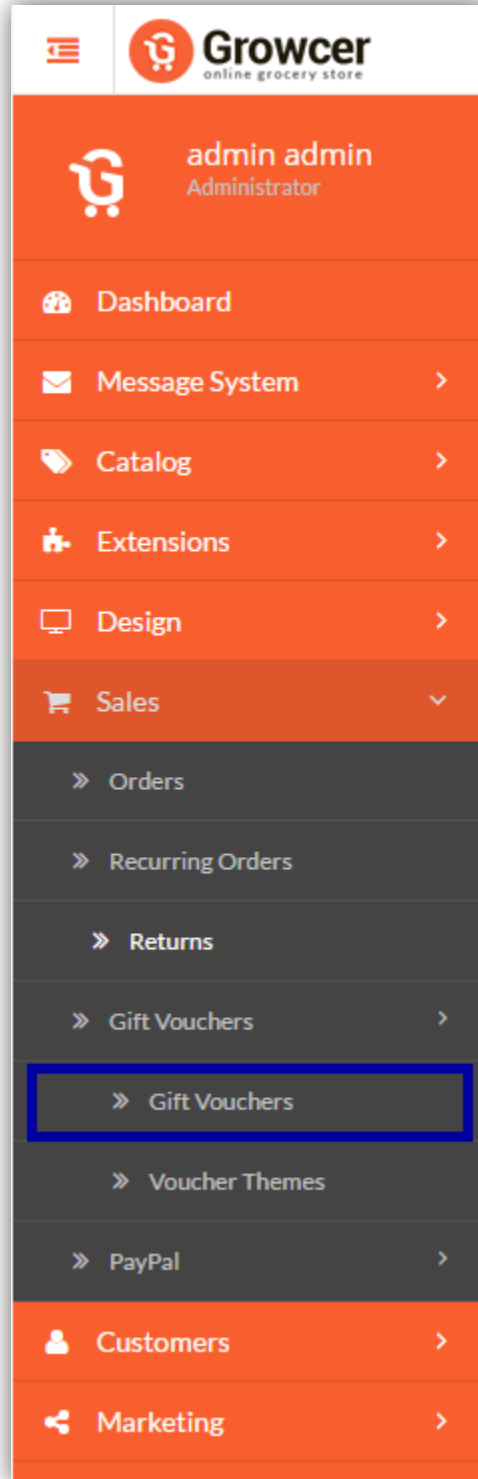 Growcer
online grocery store
admin admin
Administrator
Dashboard
Message System
Catalog
Extensions
Design
Sales
Orders
Recurring Orders
Returns
Gift Vouchers
Gift Vouchers
Voucher Themes
PayPal
Customers
Marketing